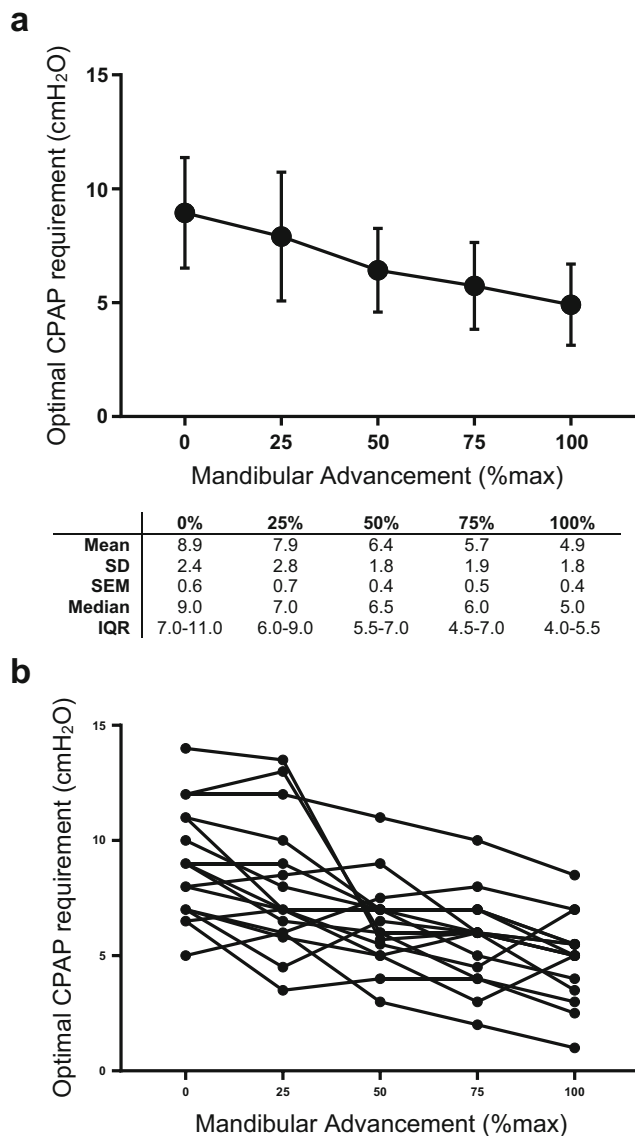 a
Optimal CPAP requirement (cmH₂O)
15
10
5
0
0 25 50 75 100
Mandibular Advancement (%max)
0% 25% 50% 75% 100%
Mean 8.9 7.9 6.4 5.7 4.9
SD 2.4 2.8 1.8 1.9 1.8
SEM 0.6 0.7 0.4 0.5 0.4
Median 9.0 7.0 6.5 6.0 5.0
IQR 7.0-11.0 6.0-9.0 5.5-7.0 4.5-7.0 4.0-5.5
b
Optimal CPAP requirement (cmH₂O)
15
10
5
0
0 25 50 75 100
Mandibular Advancement (%max)